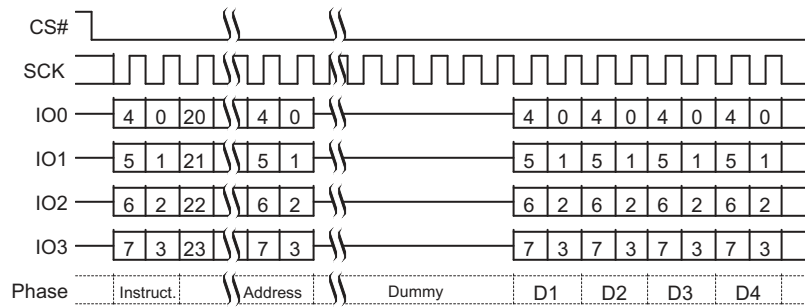 CS#
SCK
IO0 4 0 20 4 0 4 0 4 0 4 0 4 0
IO1 5 1 21 5 1 5 1 5 1 5 1 5 1
IO2 6 2 22 6 2 6 2 6 2 6 2 6 2
IO3 7 3 23 7 3 7 3 7 3 7 3 7 3
Phase Instruct. Address Dummy D1 D2 D3 D4